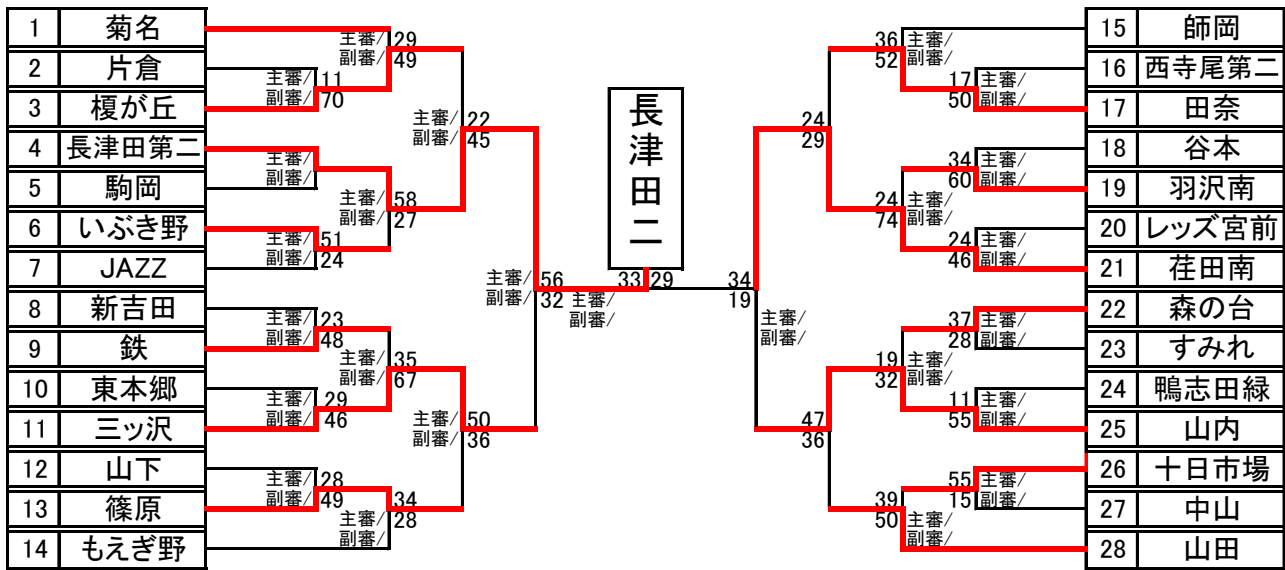 1 菊名
2 片倉
3 榎が丘
4 長津田第二
5 駒岡
6 いぶき野
7 JAZZ
8 新吉田
9 鉄
10 東本郷
11 三ッ沢
12 山下
13 篠原
14 もえぎ野
主審/ 29
副審/ 49
主審/ 11
副審/ 70
主審/
副審/
主審/ 51
副審/ 24
主審/ 58
副審/ 27
主審/ 22
副審/ 45
主審/ 23
副審/ 48
主審/ 29
副審/ 46
主審/ 35
副審/ 67
主審/ 28
副審/ 49
主審/ 34
副審/ 28
主審/ 50
副審/ 36
主審/ 56
副審/ 32
長津田二
33 29
主審/
副審/
34
19
主審/
副審/
24
29
47
36
36 主審/
52 副審/
17 主審/
50 副審/
34 主審/
60 副審/
24 主審/
74 副審/
24 主審/
46 副審/
37 主審/
28 副審/
19 主審/
32 副審/
11 主審/
55 副審/
55 主審/
15 副審/
39 主審/
50 副審/
15 師岡
16 西寺尾第二
17 田奈
18 谷本
19 羽沢南
20 レッズ宮前
21 荏田南
22 森の台
23 すみれ
24 鴨志田緑
25 山内
26 十日市場
27 中山
28 山田